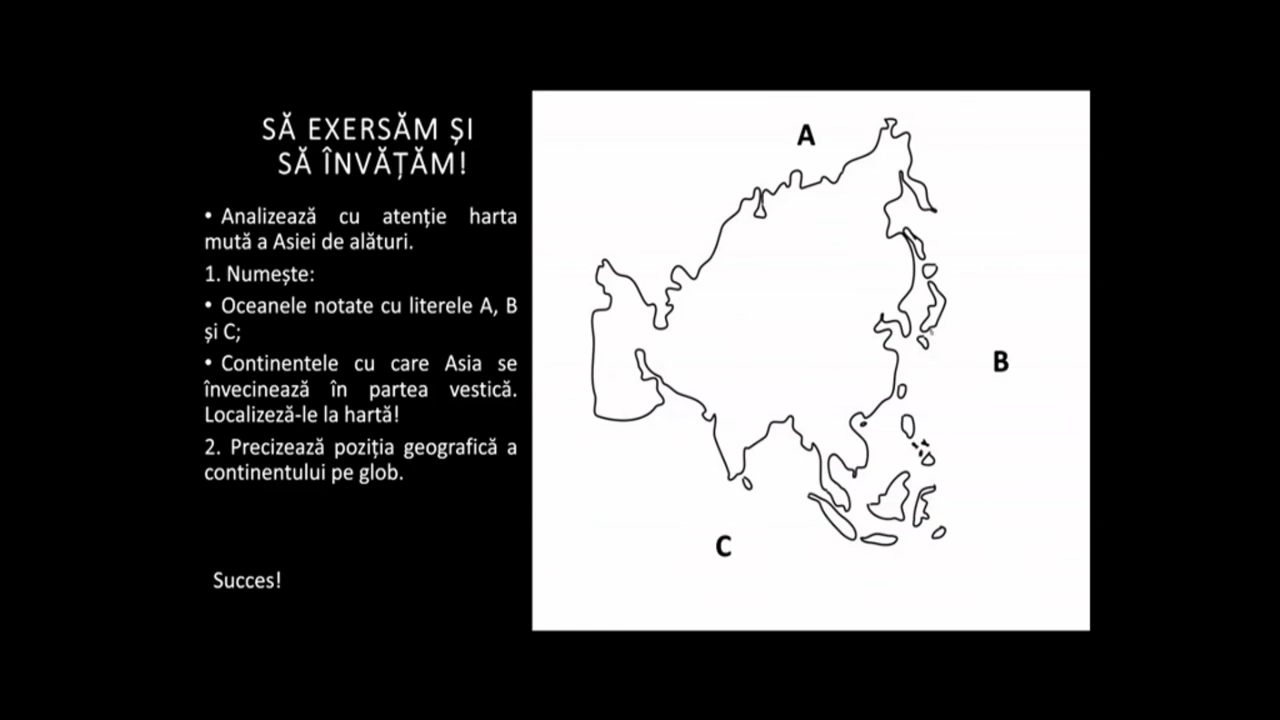 SĂ EXERSĂM ȘI
SĂ ÎNVĂȚĂM!
• Analizează cu atenție harta
mută a Asiei de alături.
1. Numește:
• Oceanele notate cu literele A, B
și C;
• Continentele cu care Asia se
învecinează în partea vestică.
Localizeză-le la hartă!
2. Precizează poziția geografică a
continentului pe glob.
Succes!
A
B
C